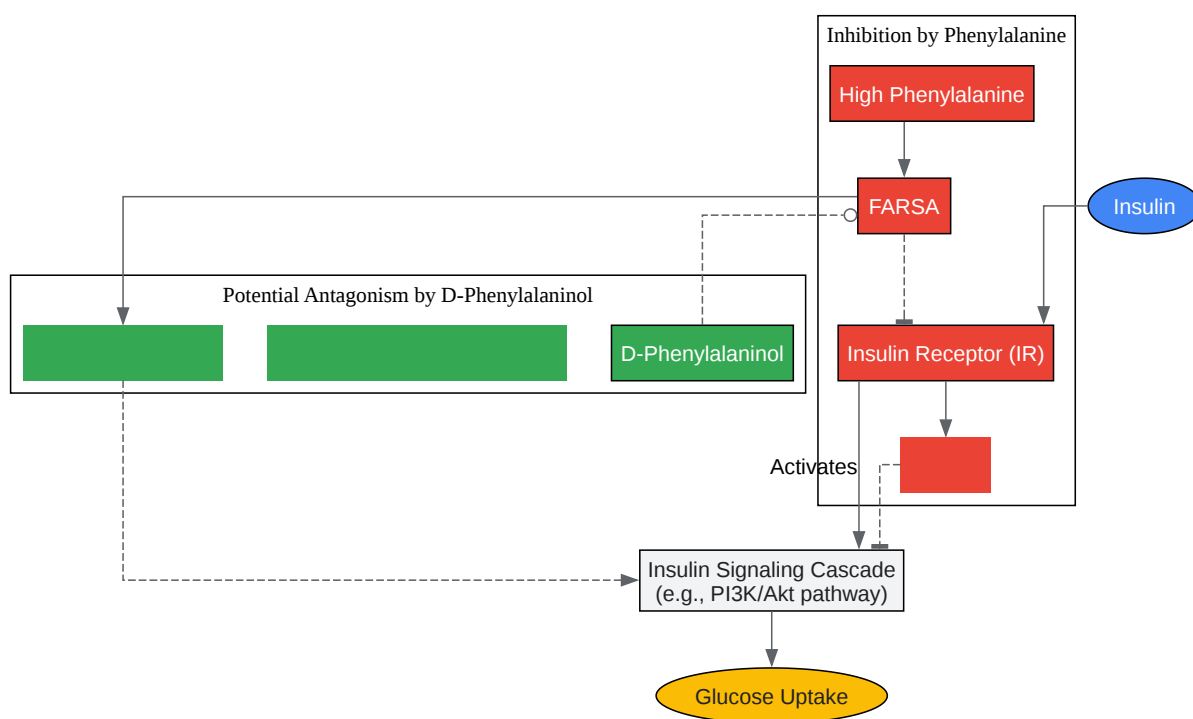 Inhibition by Phenylalanine
High Phenylalanine
FARSA
Insulin
Potential Antagonism by D-Phenylalaninol
D-Phenylalaninol
Insulin Receptor (IR)
Activates
Insulin Signaling Cascade
(e.g., PI3K/Akt pathway)
Glucose Uptake